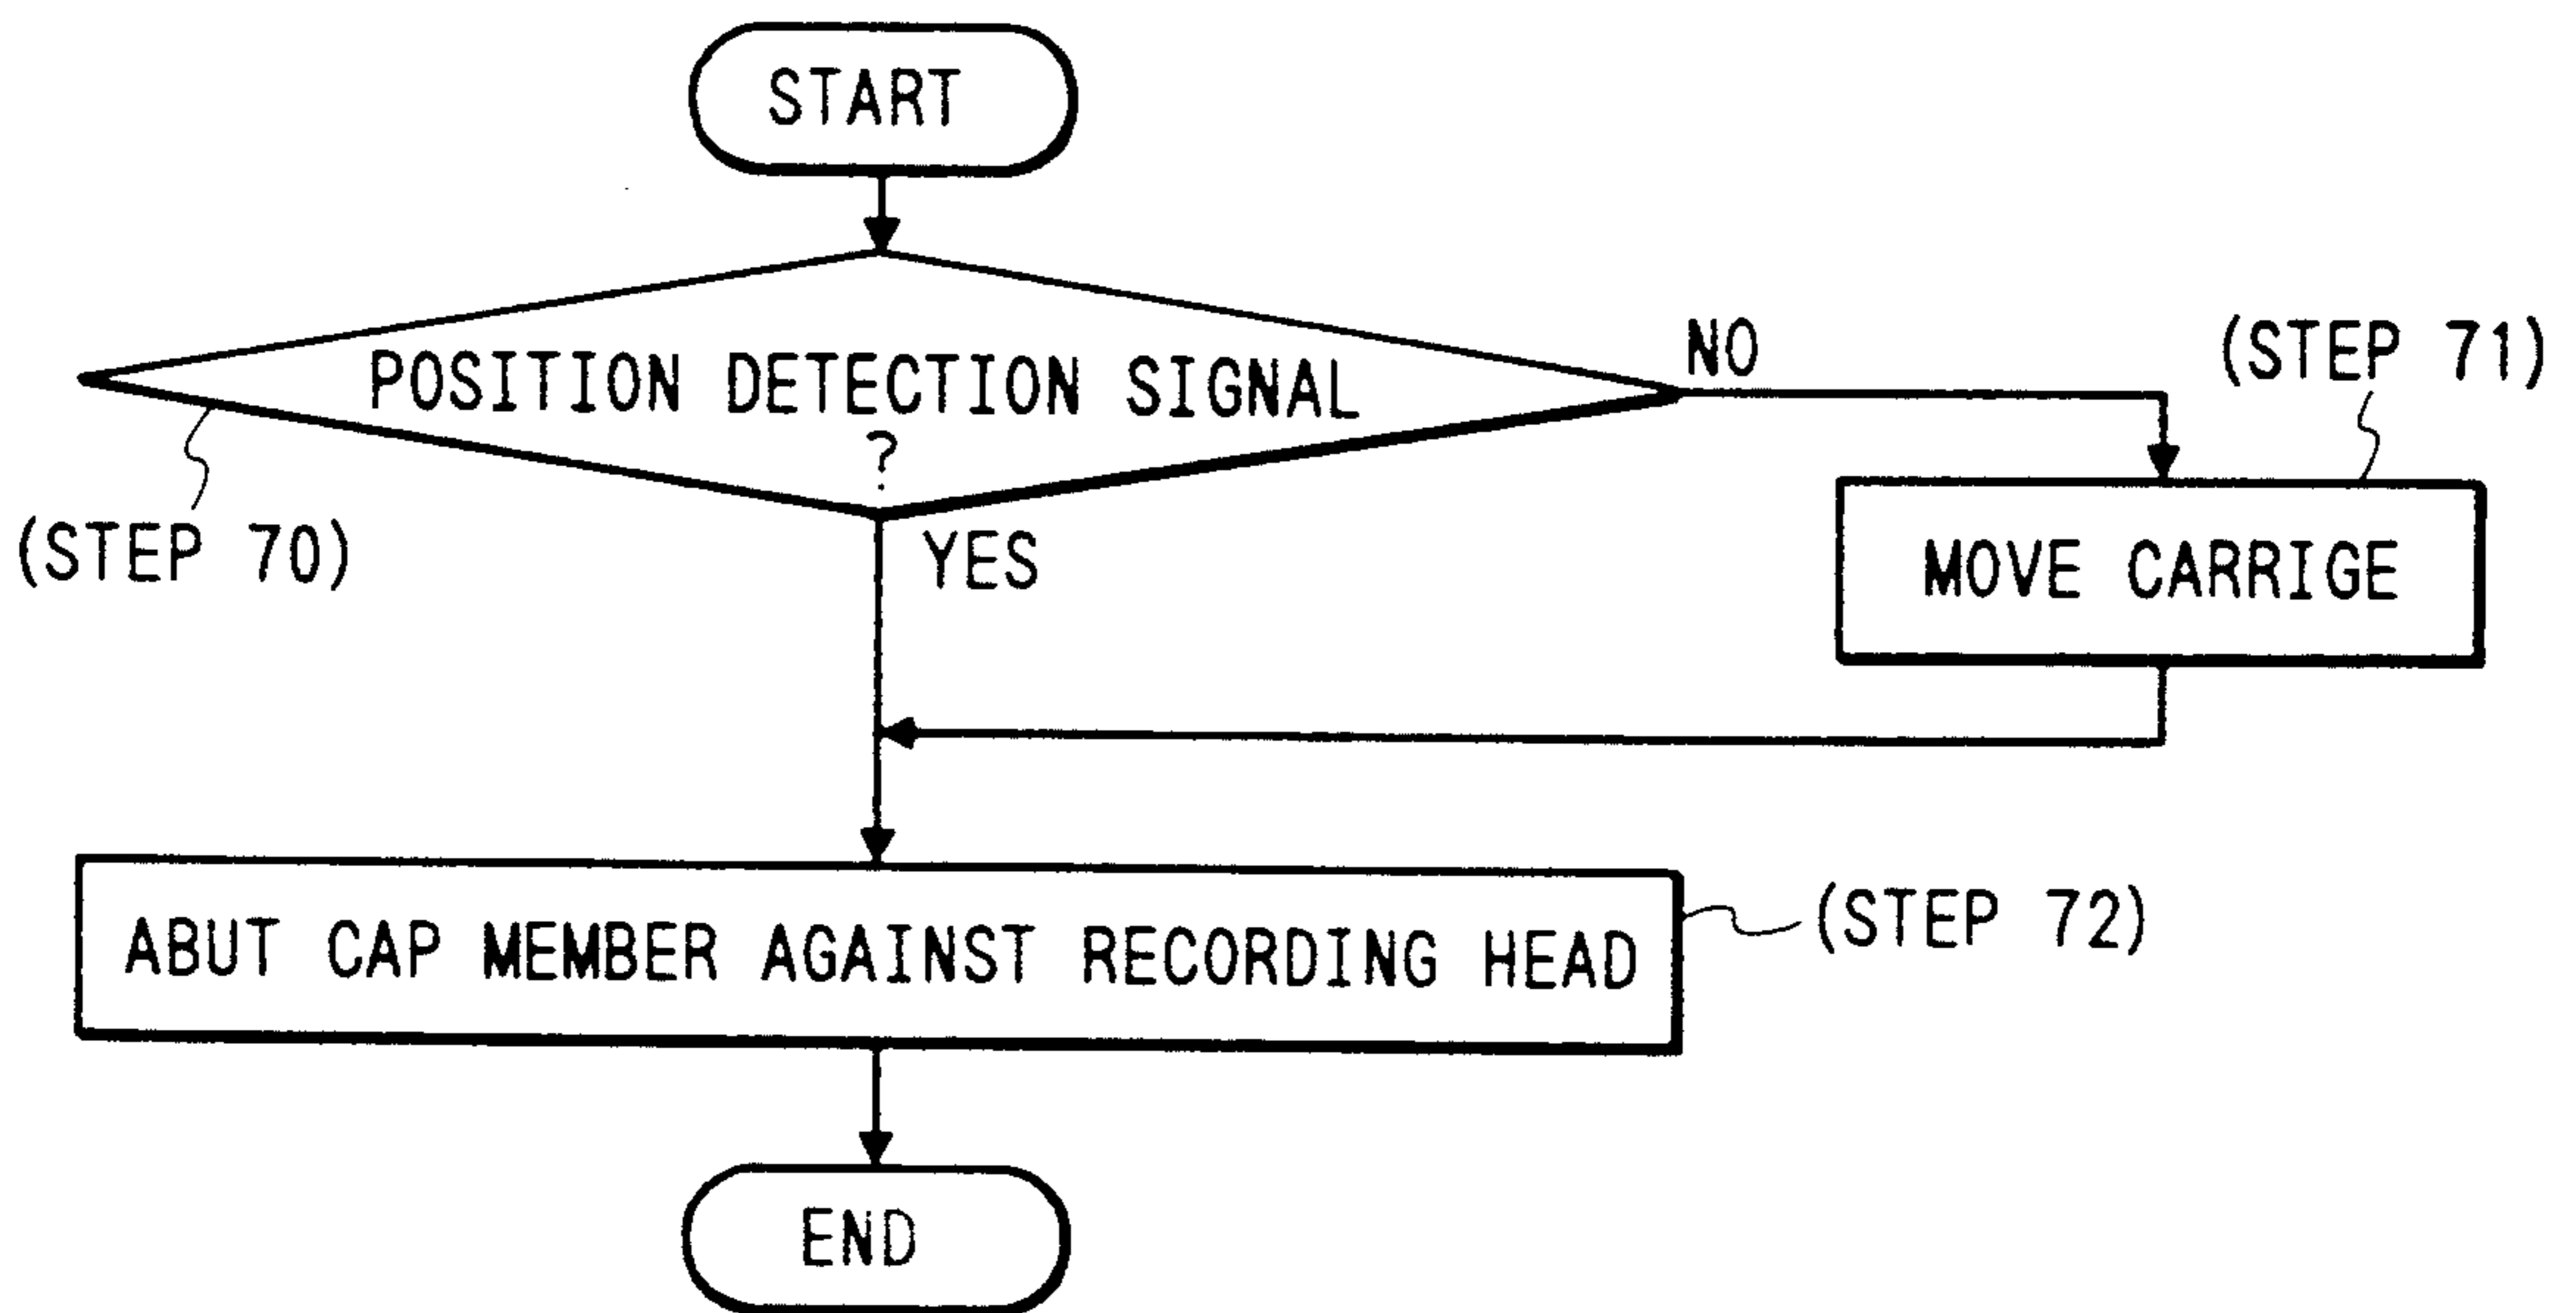 START
POSITION DETECTION SIGNAL
?
NO
(STEP 71)
(STEP 70)
YES
MOVE CARRIGE
ABUT CAP MEMBER AGAINST RECORDING HEAD
(STEP 72)
END